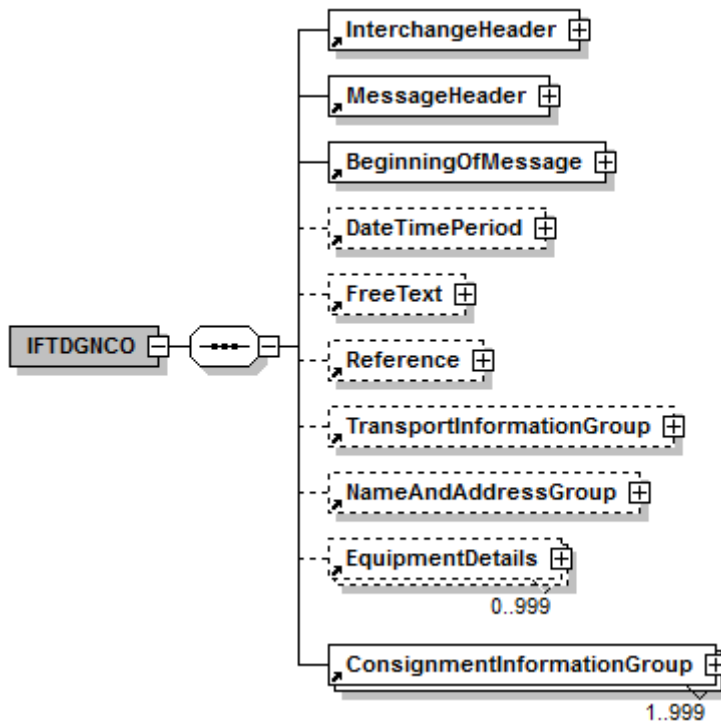 InterchangeHeader
MessageHeader
BeginningOfMessage
DateTimePeriod
FreeText
IFTDGNCO
Reference
TransportInformationGroup
NameAndAddressGroup
EquipmentDetails
0..999
ConsignmentInformationGroup
1..999